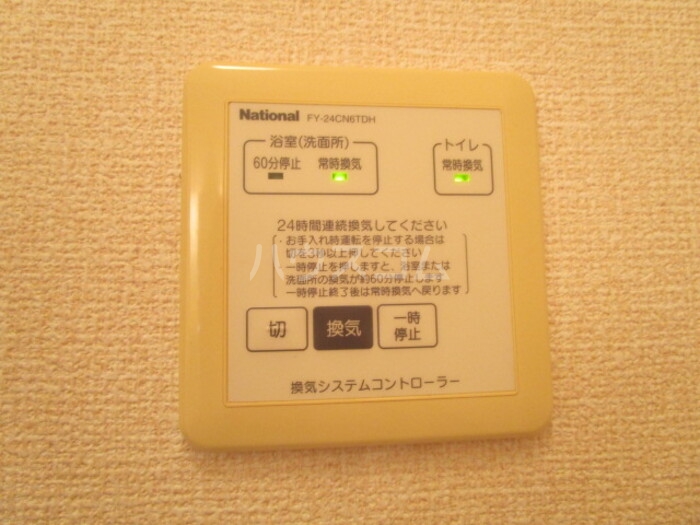 National FY-24CN6TDH
浴室(洗面所)
トイレ
60分停止 常時換気
常時換気
24時間連続換気してください
・お手入れ時運転を停止する場合は
切を3秒以上押してください
・一時停止を押しますと、浴室または
洗面所の換気が約60分停止します
一時停止終了後は常時換気へ戻ります
切
換気
一時
停止
換気システムコントローラー